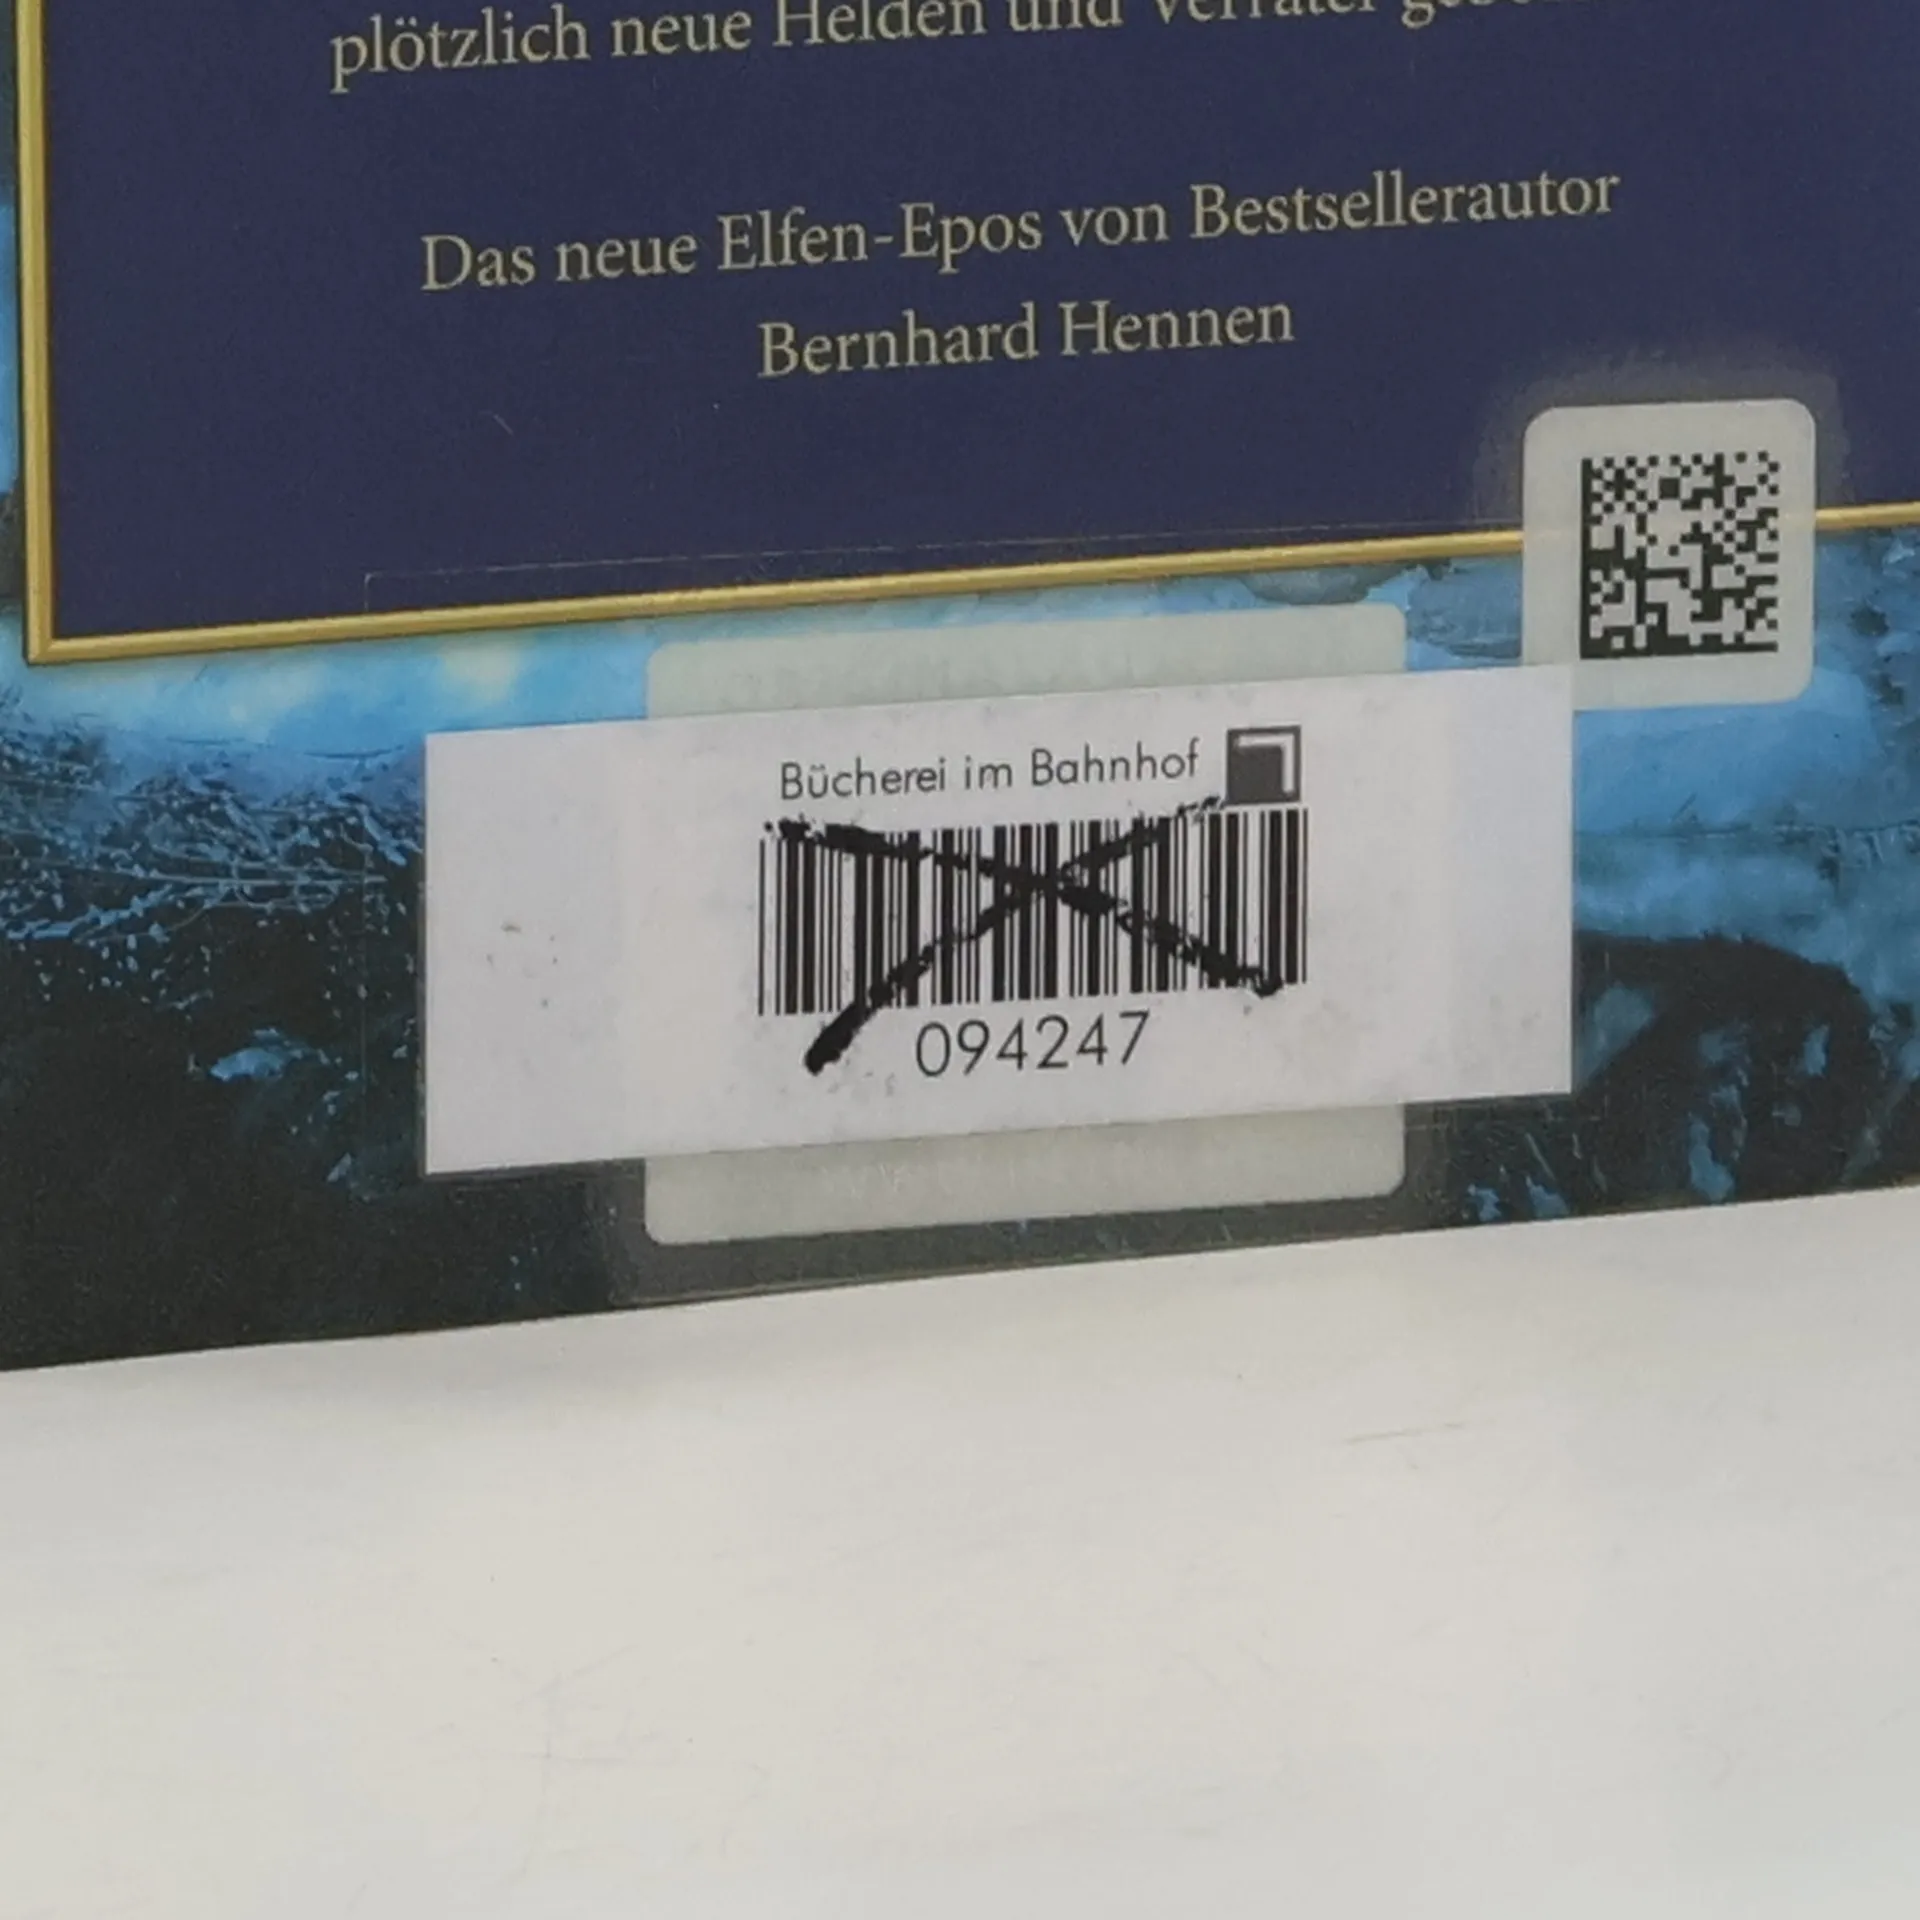 plötzlich neue Helden und Verräter
Das neue Elfen-Epos von Bestsellerautor
Bernhard Hennen
Bücherei im Bahnhof
094247